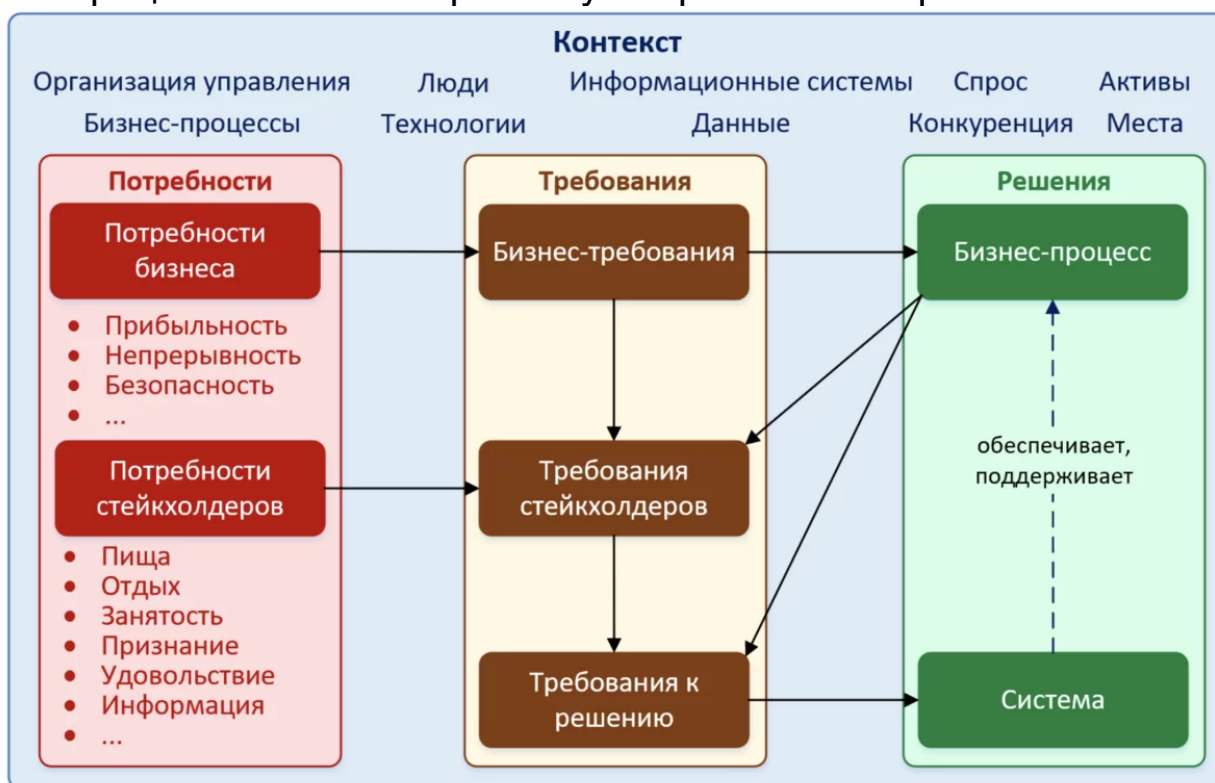 Контекст
Организация управления
Люди
Информационные системы
Спрос
Активы
Бизнес-процессы
Технологии
Данные
Конкуренция
Места
Потребности
Потребности
бизнеса
• Прибыльность
• Непрерывность
• Безопасность
• ...
Потребности
стейкхолдеров
• Пища
• Отдых
• Занятость
• Признание
• Удовольствие
• Информация
• ...
Требования
Бизнес-требования
Требования
стейкхолдеров
Требования к
решению
Решения
Бизнес-процесс
обеспечивает,
поддерживает
Система